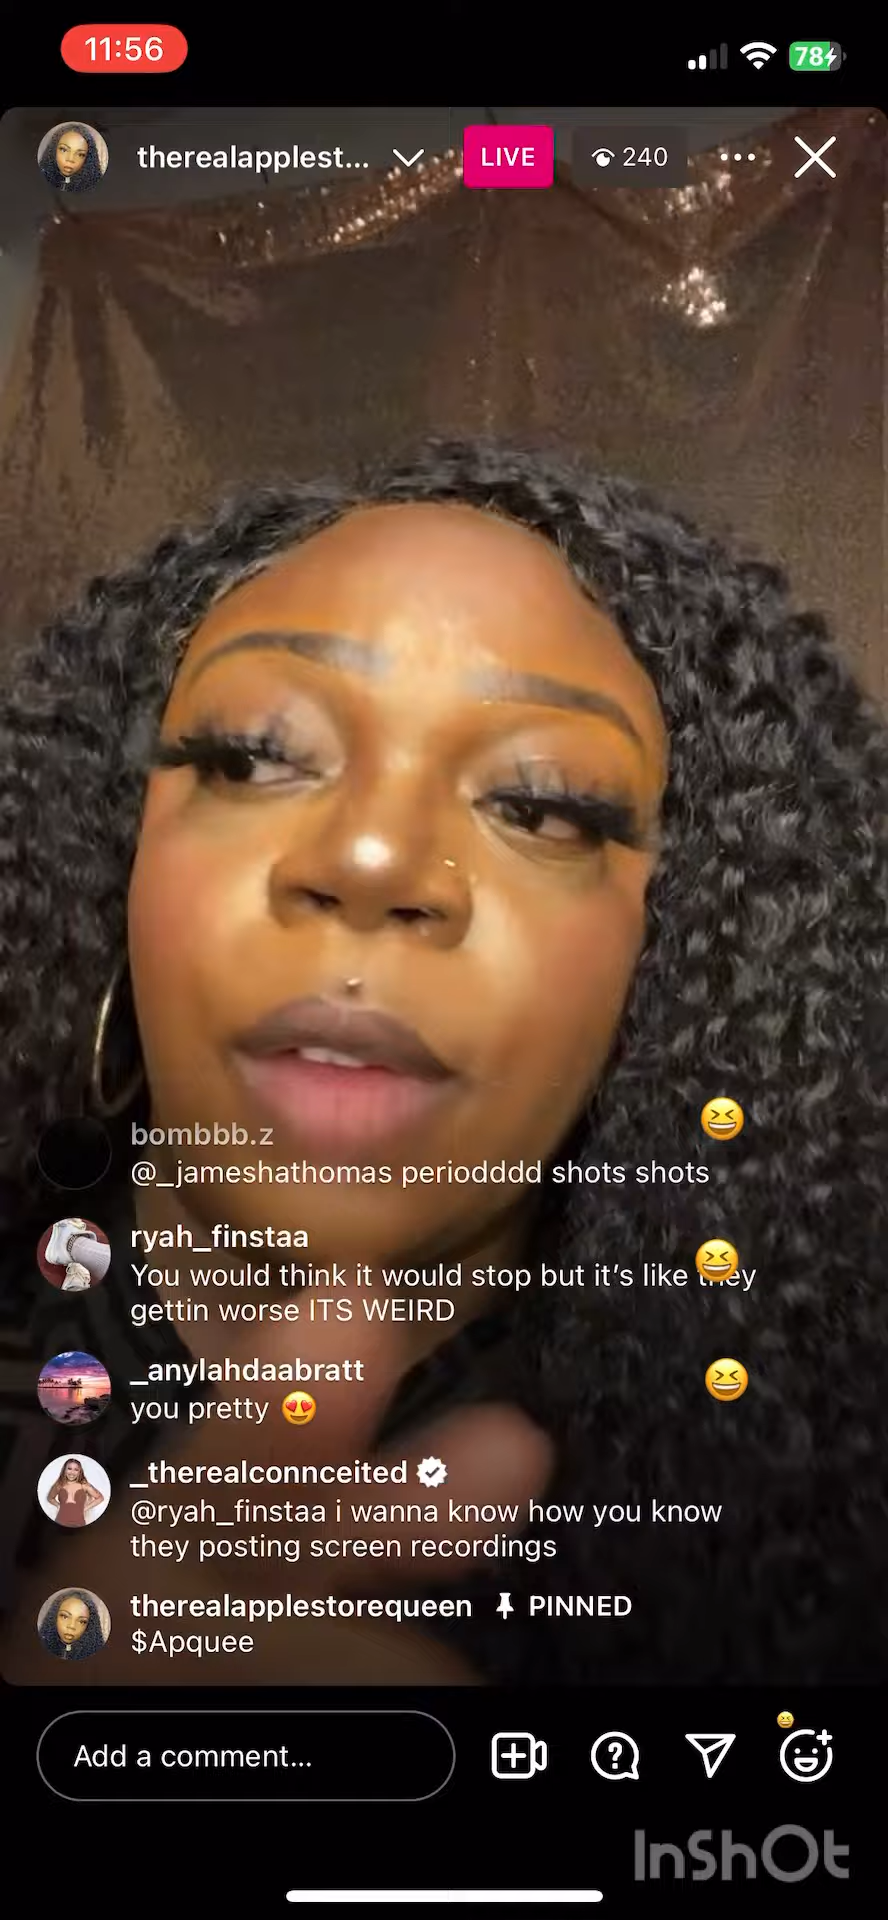 11:56
78
therealapplest...
LIVE
240
bombbb.z
@_jameshathomas periodddd shots shots
ryah_finstaa
You would think it would stop but it’s like they
gettin worse ITS WEIRD
_anylahdaabratt
you pretty 😍
_therealconnceited
@ryah_finstaa i wanna know how you know
they posting screen recordings
therealapplestorequeen PINNED
$Apquee
Add a comment...
InShOt